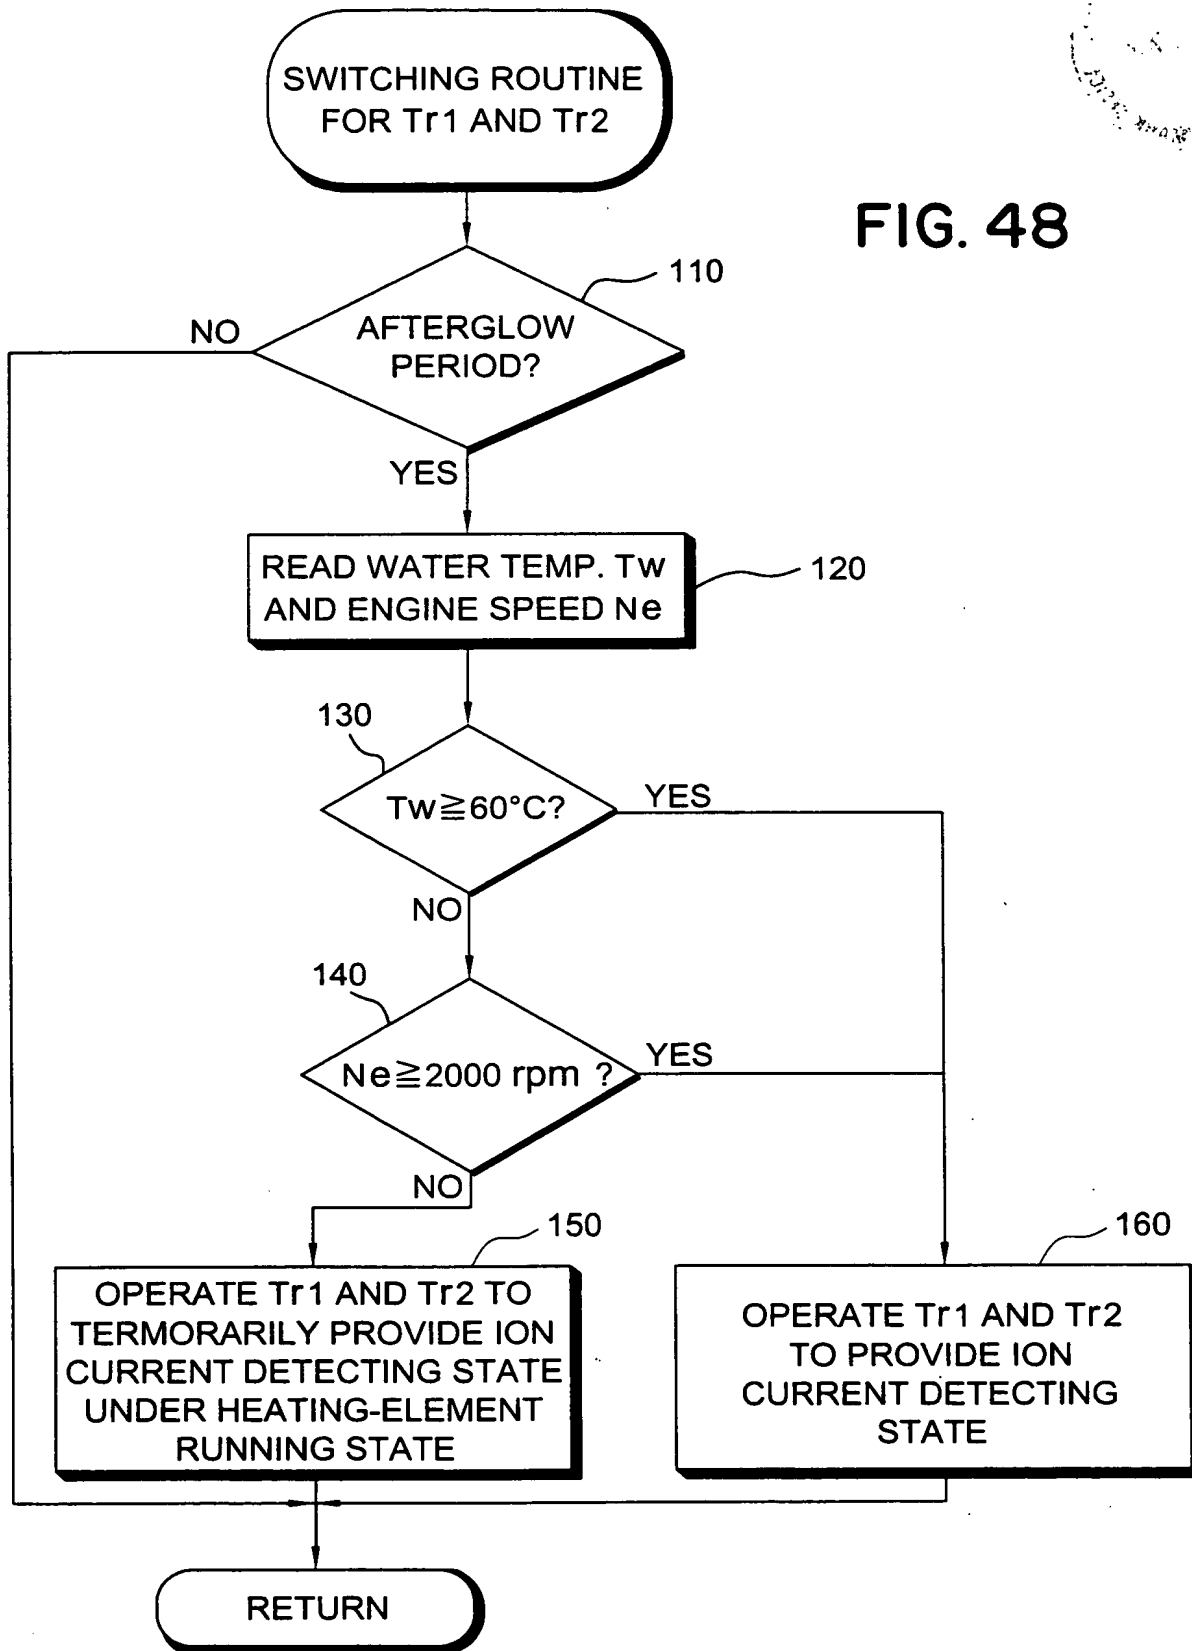 SWITCHING ROUTINE
FOR Tr1 AND Tr2
FIG. 48
110
AFTERGLOW
PERIOD?
NO
YES
READ WATER TEMP. Tw
AND ENGINE SPEED Ne
120
130
Tw≧60°C?
YES
NO
140
Ne≧2000 rpm ?
YES
NO
150
OPERATE Tr1 AND Tr2 TO
TERMORARILY PROVIDE ION
CURRENT DETECTING STATE
UNDER HEATING-ELEMENT
RUNNING STATE
160
OPERATE Tr1 AND Tr2
TO PROVIDE ION
CURRENT DETECTING
STATE
RETURN